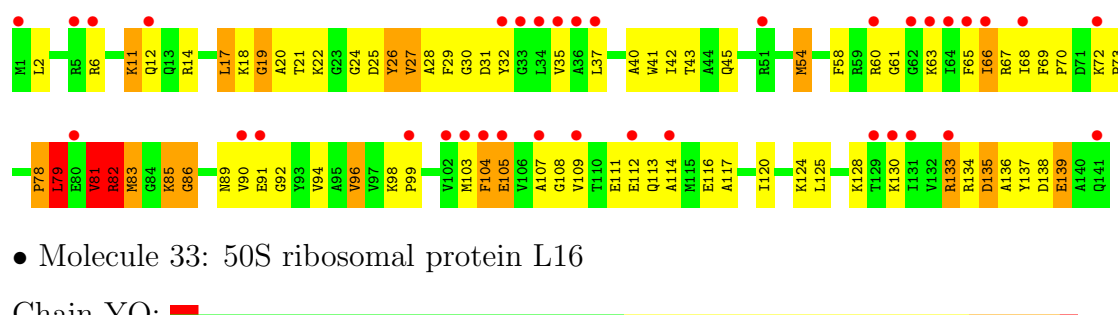 M1 L2 R5 R6 K11 Q12 Q13 R14 L17 K18 G19 A20 T21 K22 G23 G24 D25 Y26 V27 A28 F29 G30 D31 Y32 G33 L34 V35 A36 L37 A40 W41 I42 T43 A44 Q45 R51 M54 F58 R59 R60 G61 G62 K63 I64 F65 I66 R67 I68 F69 P70 D71 K72 P73
P78 L79 E80 V81 R82 M83 G84 K85 G86 N89 V90 E91 G92 Y93 V94 A95 V96 V97 K98 P99 V102 M103 F104 E105 V106 A107 G108 V109 T110 E111 E112 Q113 A114 M115 E116 A117 I120 K124 L125 K128 T129 K130 I131 V132 R133 R134 D135 A136 Y137 D138 E139 A140 Q141
• Molecule 33: 50S ribosomal protein L16
Chain YQ: